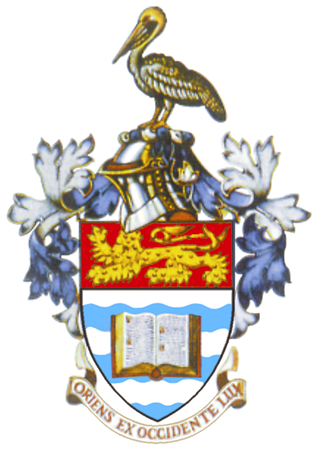 ORIENS EX OCCIDENTE LUX